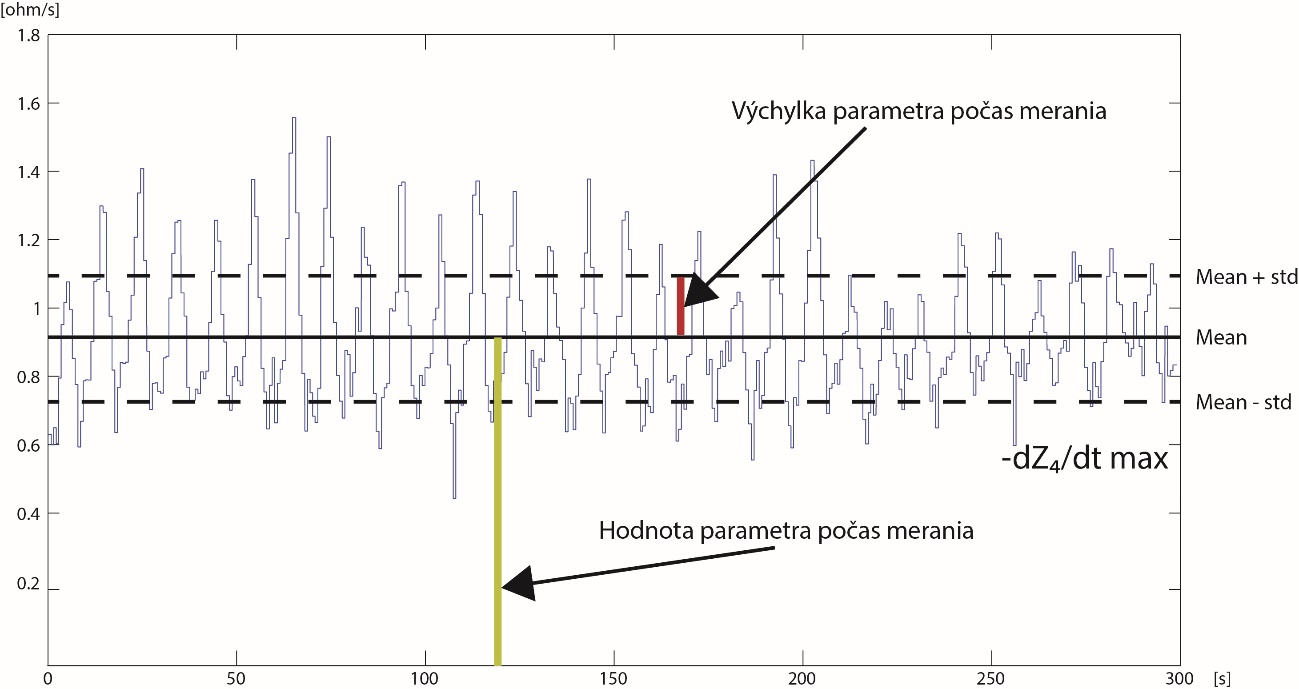 [ohm/s]
1.8
1.6
Výchylka parametra počas merania
1.4
1.2
Mean + std
1
Mean
0.8
Mean - std
0.6
-dZ₄/dt max
0.4
Hodnota parametra počas merania
0.2
0 50 100 150 200 250 300 [s]